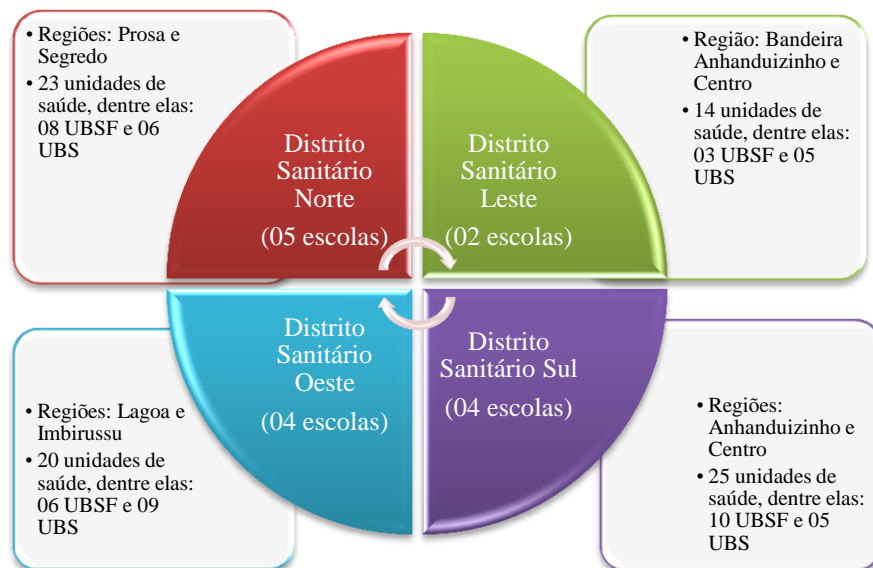 • Regiões: Prosa e
Segredo
• 23 unidades de
saúde, dentre elas:
08 UBSF e 06
UBS
Distrito
Sanitário
Norte
(05 escolas)
Distrito
Sanitário
Leste
(02 escolas)
• Região: Bandeira
Anhanduizinho e
Centro
• 14 unidades de
saúde, dentre elas:
03 UBSF e 05
UBS
• Regiões: Lagoa e
Imbirussu
• 20 unidades de
saúde, dentre elas:
06 UBSF e 09
UBS
Distrito
Sanitário
Oeste
(04 escolas)
Distrito
Sanitário Sul
(04 escolas)
• Regiões:
Anhanduizinho e
Centro
• 25 unidades de
saúde, dentre elas:
10 UBSF e 05
UBS